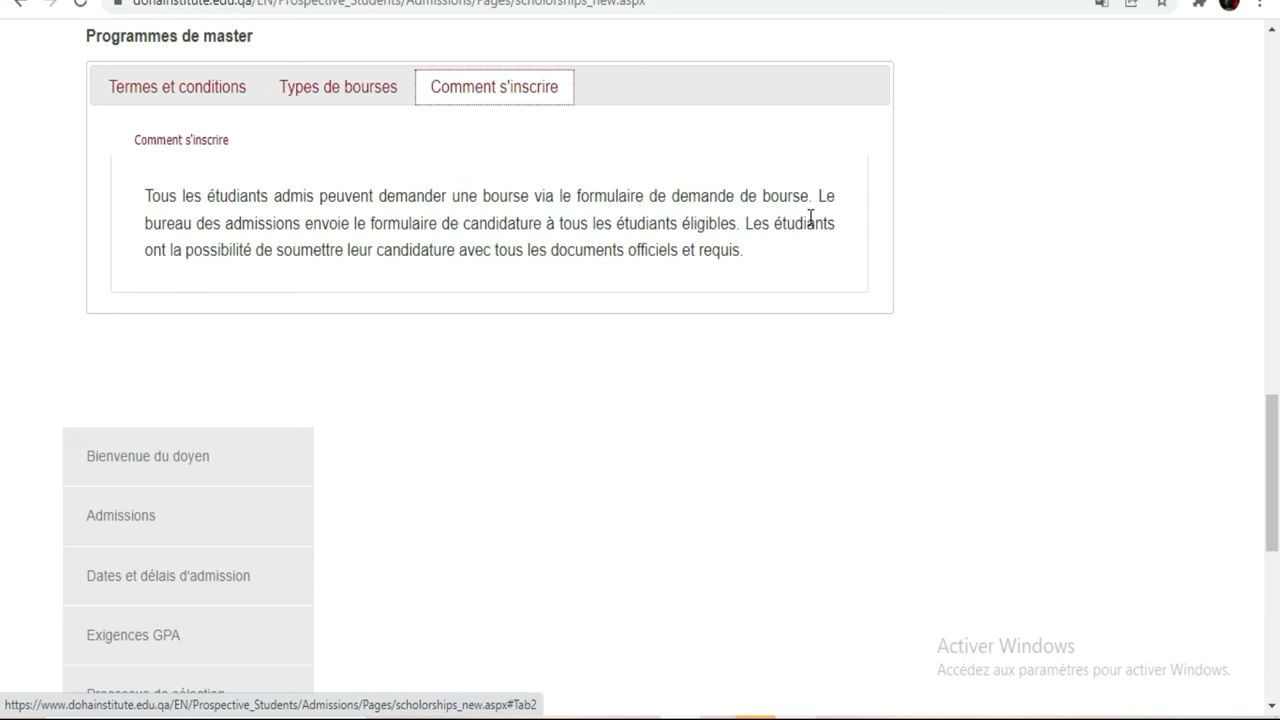 dohainstitute.edu.qa/EN/Prospective_Students/Admissions/Pages/scholorships_new.aspx
Programmes de master
Termes et conditions Types de bourses Comment s'inscrire
Comment s'inscrire
Tous les étudiants admis peuvent demander une bourse via le formulaire de demande de bourse. Le
bureau des admissions envoie le formulaire de candidature à tous les étudiants éligibles. Les étudiants
ont la possibilité de soumettre leur candidature avec tous les documents officiels et requis.
Bienvenue du doyen
Admissions
Dates et délais d'admission
Exigences GPA
Processus de sélection
Activer Windows
Accédez aux paramètres pour activer Windows.
https://www.dohainstitute.edu.qa/EN/Prospective_Students/Admissions/Pages/scholorships_new.aspx#Tab2